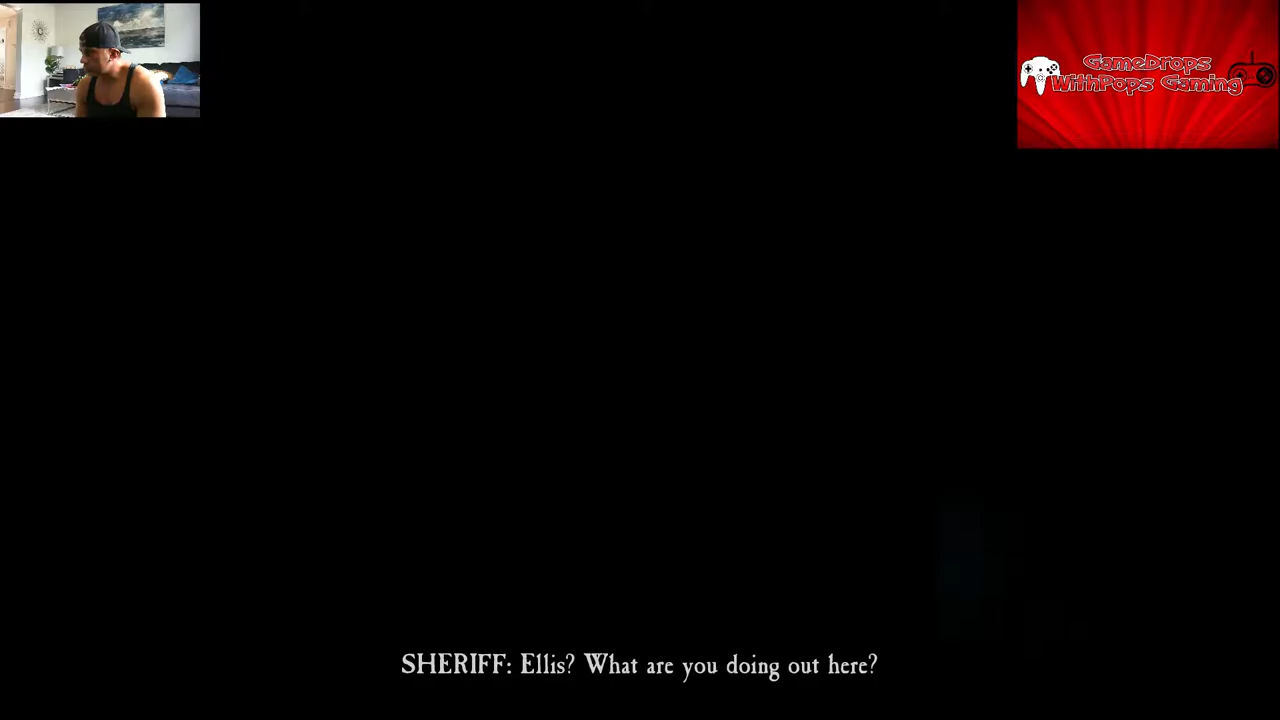 GameDrops
WithPops Gaming
SHERIFF: Ellis? What are you doing out here?